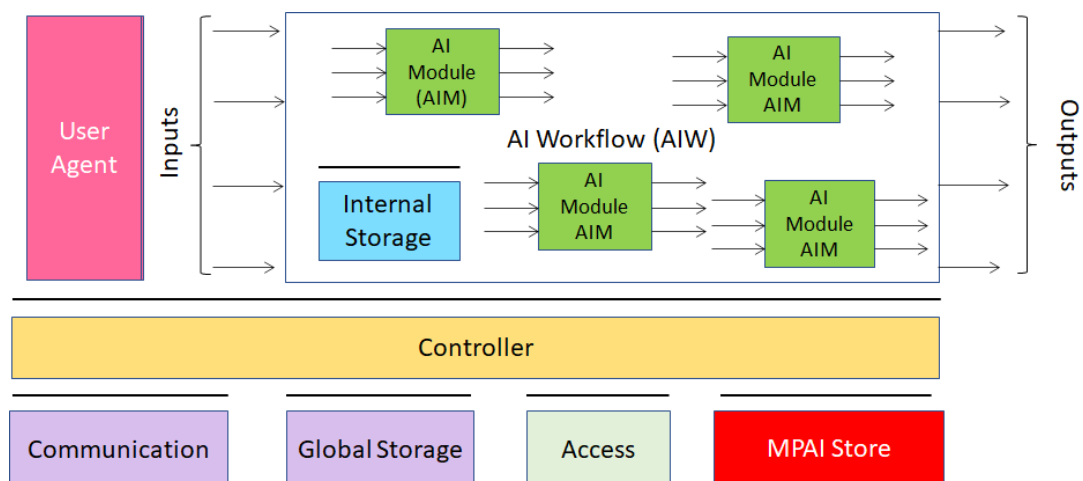 User
Agent
Inputs
AI
Module
(AIM)
AI
Module
AIM
AI Workflow (AIW)
Internal
Storage
AI
Module
AIM
AI
Module
AIM
Outputs
Controller
Communication
Global Storage
Access
MPAI Store